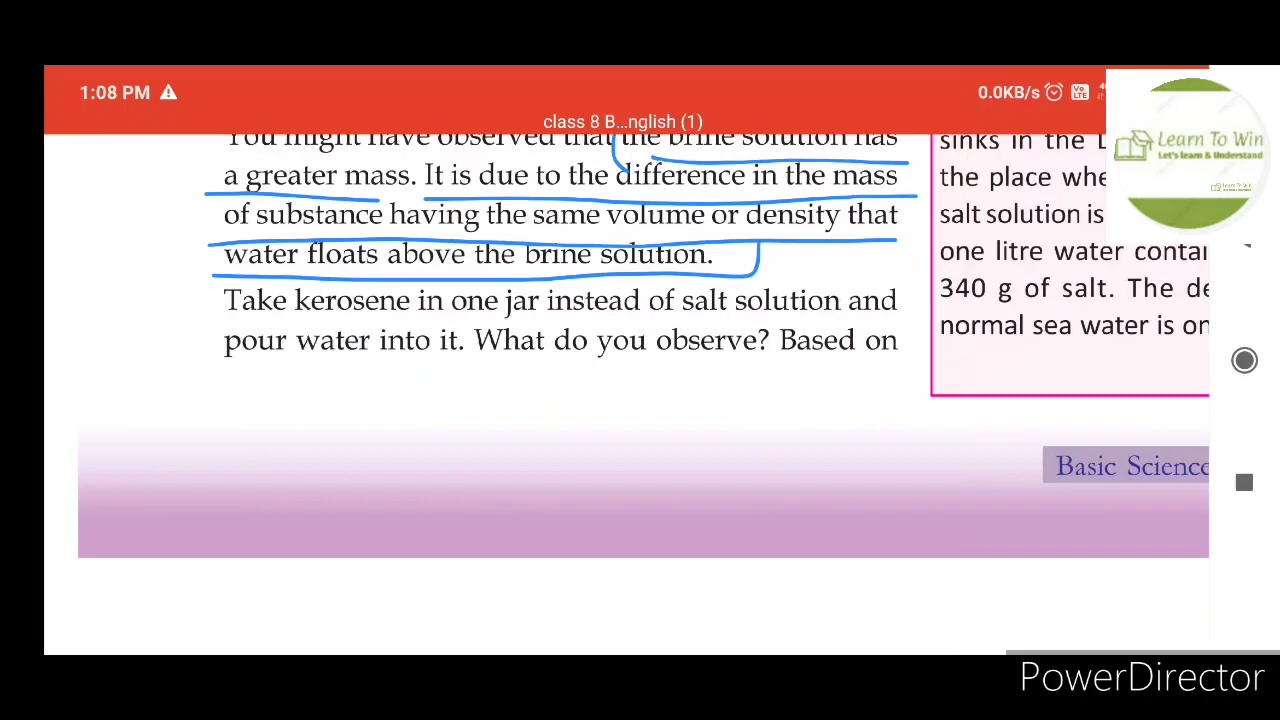 1:08 PM
0.0KB/s
class 8 B...nglish (1)
You might have observed that the brine solution has
a greater mass. It is due to the difference in the mass
of substance having the same volume or density that
water floats above the brine solution.
Take kerosene in one jar instead of salt solution and
pour water into it. What do you observe? Based on
sinks in the
the place
salt solution is
one litre water
340 g of salt. The
normal sea water is
Learn To Win
Let's learn & Understand
Basic Science
PowerDirector